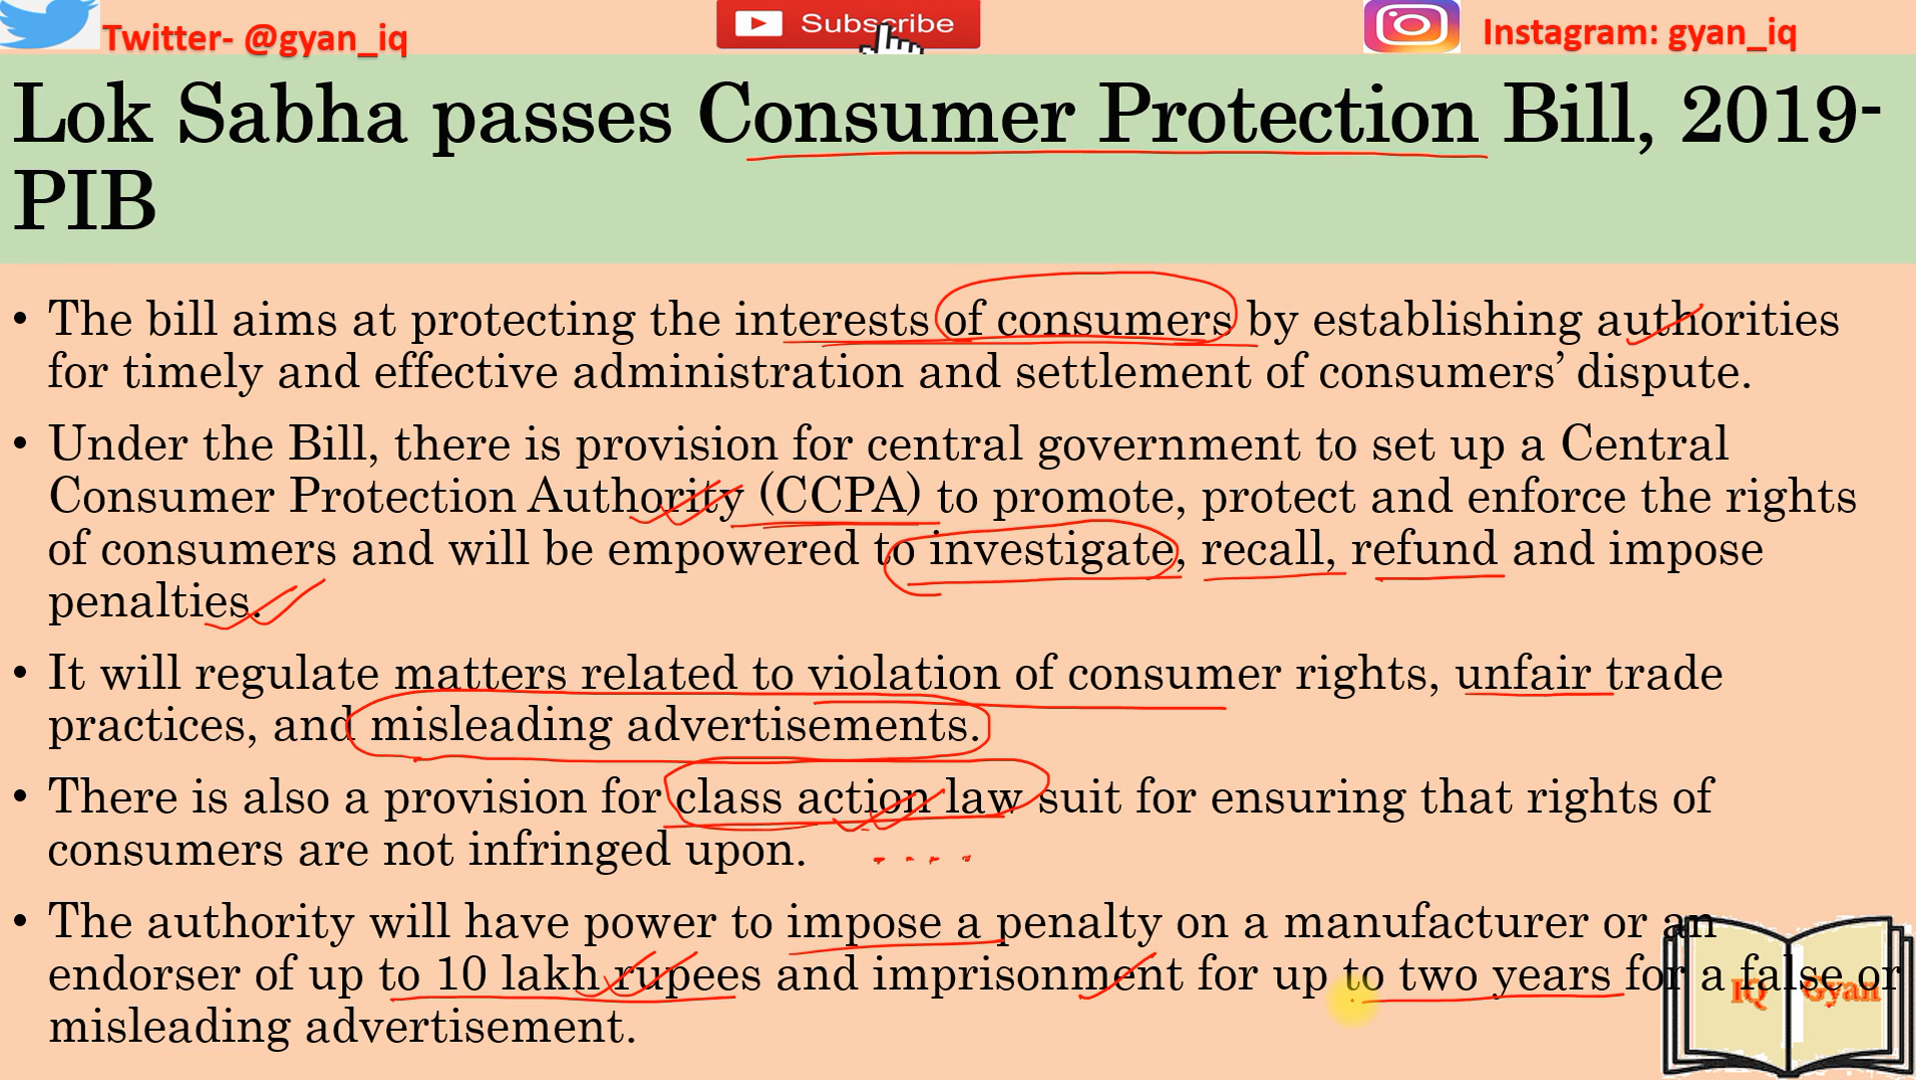 Twitter- @gyan_iq
Subscribe
Instagram: gyan_iq
Lok Sabha passes Consumer Protection Bill, 2019-
PIB
• The bill aims at protecting the interests of consumers by establishing authorities
for timely and effective administration and settlement of consumers’ dispute.
• Under the Bill, there is provision for central government to set up a Central
Consumer Protection Authority (CCPA) to promote, protect and enforce the rights
of consumers and will be empowered to investigate, recall, refund and impose
penalties.
• It will regulate matters related to violation of consumer rights, unfair trade
practices, and misleading advertisements.
• There is also a provision for class action law suit for ensuring that rights of
consumers are not infringed upon.
• The authority will have power to impose a penalty on a manufacturer or an
endorser of up to 10 lakh rupees and imprisonment for up to two years for a false or
misleading advertisement.
IQ Gyan